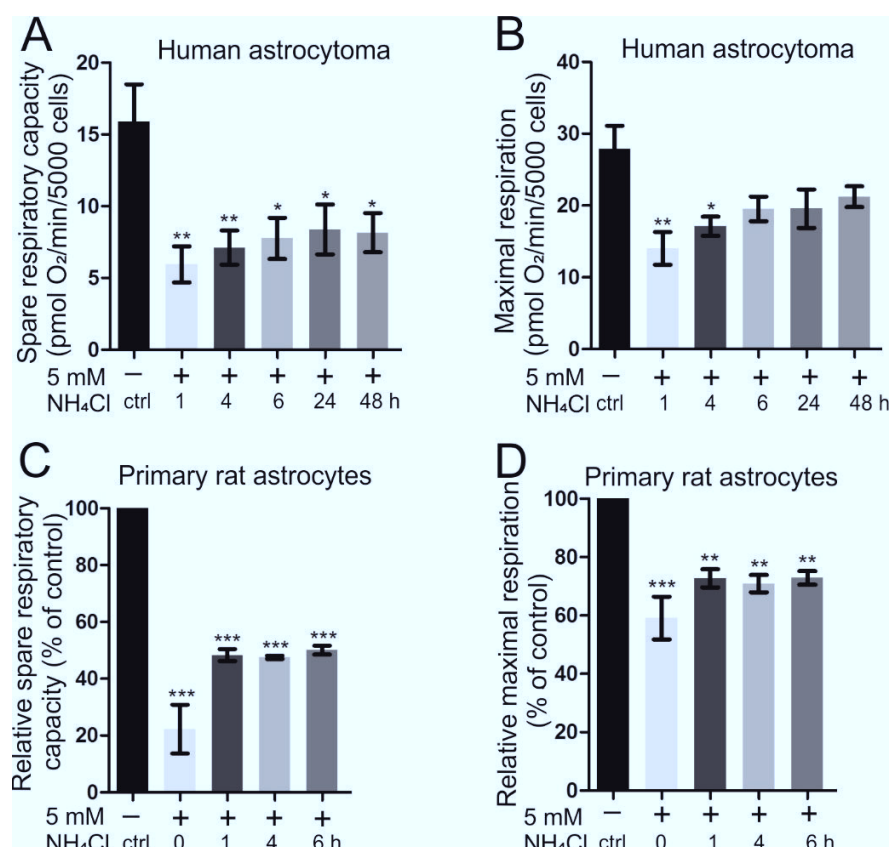 A
Human astrocytoma
Spare respiratory capacity
(pmol O₂/min/5000 cells)
20
15
10
5
0
** ** * * *
5 mM − + + + + +
NH₄Cl ctrl 1 4 6 24 48 h
B
Human astrocytoma
Maximal respiration
(pmol O₂/min/5000 cells)
40
30
20
10
0
** *
5 mM − + + + + +
NH₄Cl ctrl 1 4 6 24 48 h
C
Primary rat astrocytes
Relative spare respiratory
capacity (% of control)
100
80
60
40
20
0
*** *** *** ***
5 mM − + + + +
NH₄Cl ctrl 0 1 4 6 h
D
Primary rat astrocytes
Relative maximal respiration
(% of control)
100
80
60
40
20
0
*** ** ** **
5 mM − + + + +
NH₄Cl ctrl 0 1 4 6 h